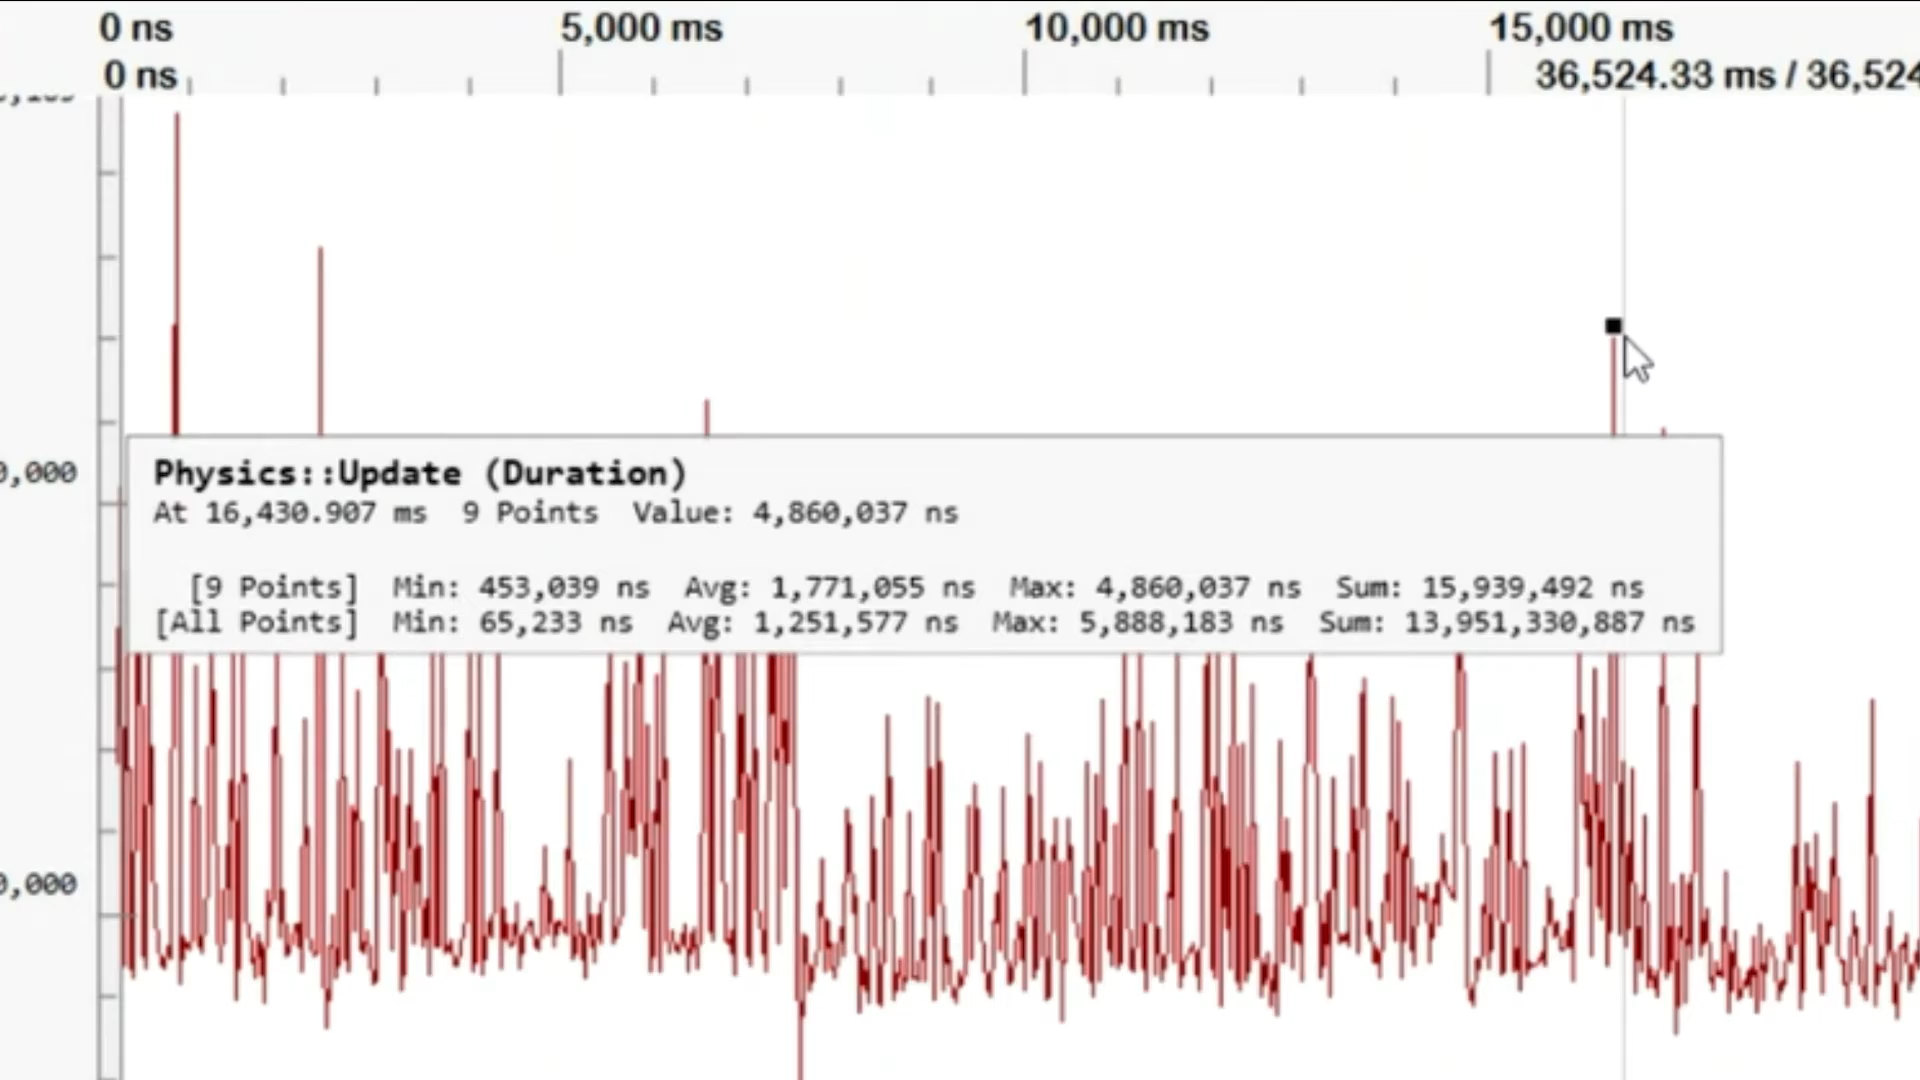 0 ns 5,000 ms 10,000 ms 15,000 ms
0 ns 36,524.33 ms / 36,524
0,000
Physics::Update (Duration)
At 16,430.907 ms 9 Points Value: 4,860,037 ns
[9 Points] Min: 453,039 ns Avg: 1,771,055 ns Max: 4,860,037 ns Sum: 15,939,492 ns
[All Points] Min: 65,233 ns Avg: 1,251,577 ns Max: 5,888,183 ns Sum: 13,951,330,887 ns
0,000